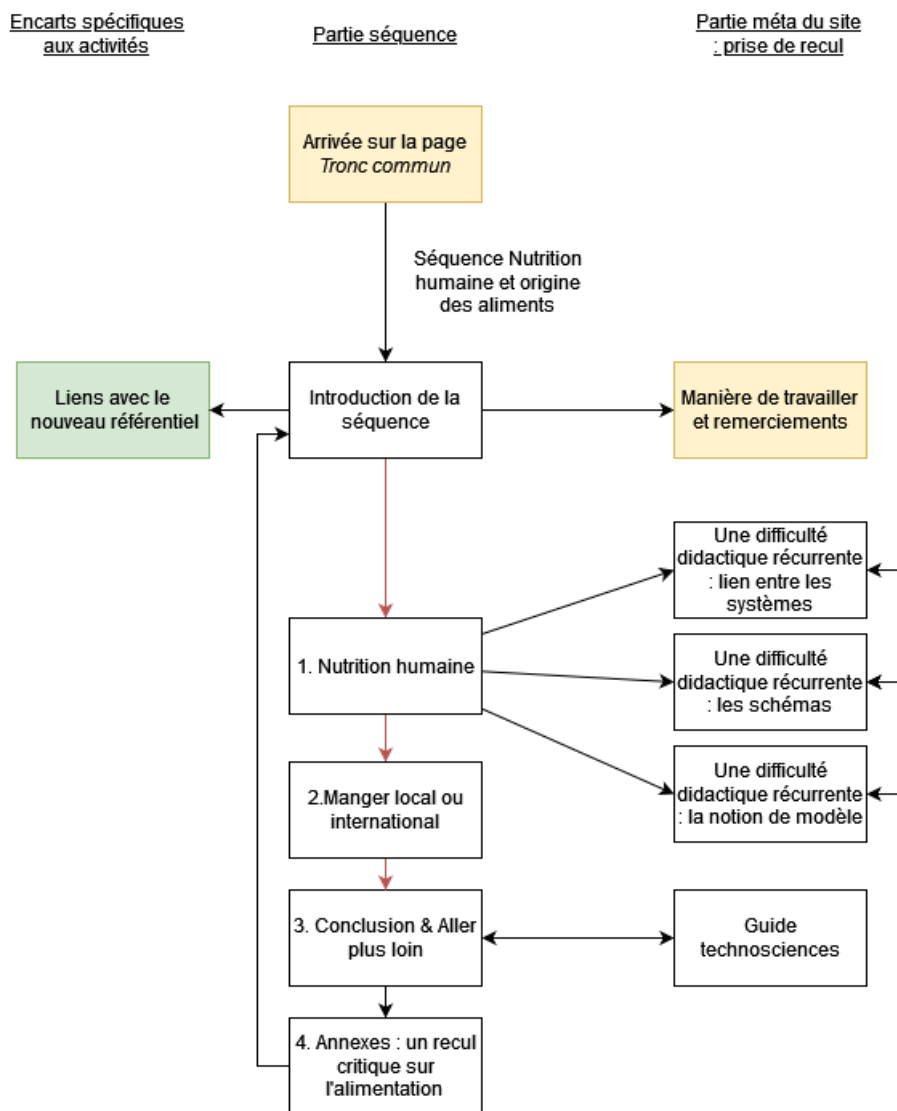 Encarts spécifiques
aux activités
Partie séquence
Partie méta du site
: prise de recul
Arrivée sur la page
Tronc commun
Séquence Nutrition
humaine et origine
des aliments
Liens avec le
nouveau référentiel
Introduction de la
séquence
Manière de travailler
et remerciements
Une difficulté
didactique récurrente
: lien entre les
systèmes
1. Nutrition humaine
Une difficulté
didactique récurrente
: les schémas
2.Manger local ou
international
Une difficulté
didactique récurrente
: la notion de modèle
3. Conclusion & Aller
plus loin
Guide
technosciences
4. Annexes : un recul
critique sur
l'alimentation